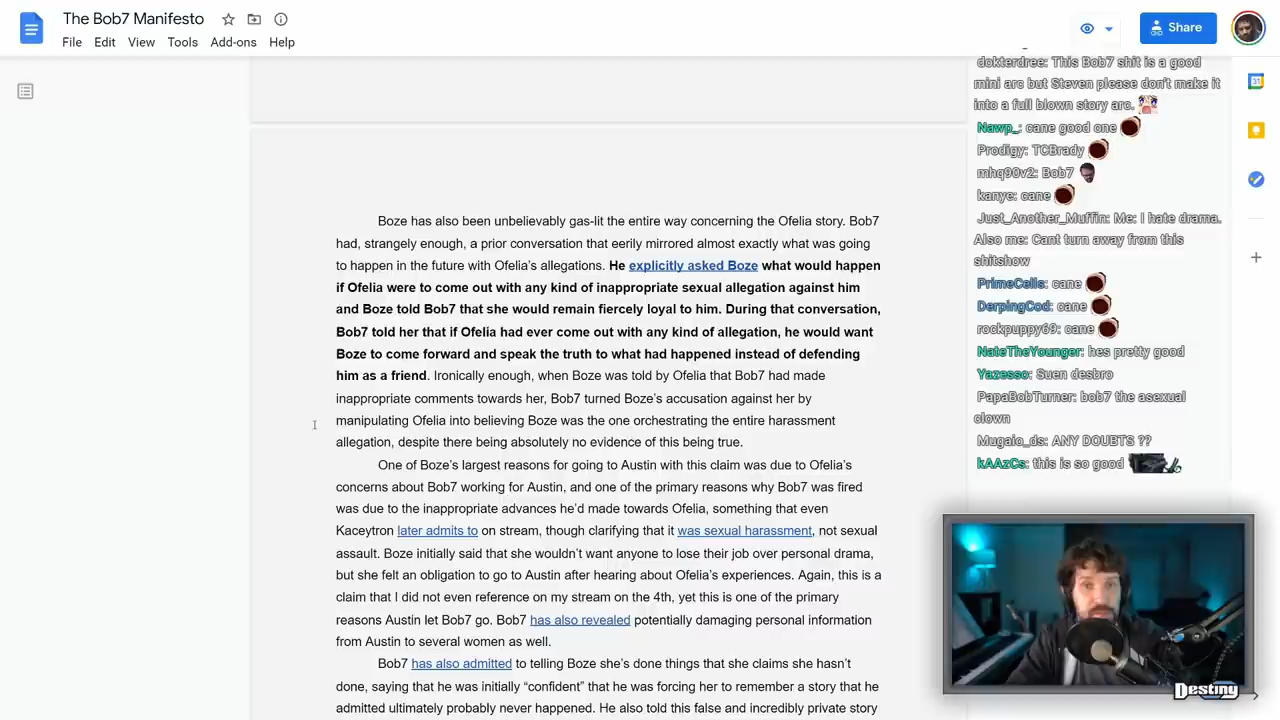 The Bob7 Manifesto
File Edit View Tools Add-ons Help
Share
Boze has also been unbelievably gas-lit the entire way concerning the Ofelia story. Bob7
had, strangely enough, a prior conversation that eerily mirrored almost exactly what was going
to happen in the future with Ofelia's allegations. He explicitly asked Boze what would happen
if Ofelia were to come out with any kind of inappropriate sexual allegation against him
and Boze told Bob7 that she would remain fiercely loyal to him. During that conversation,
Bob7 told her that if Ofelia had ever come out with any kind of allegation, he would want
Boze to come forward and speak the truth to what had happened instead of defending
him as a friend. Ironically enough, when Boze was told by Ofelia that Bob7 had made
inappropriate comments towards her, Bob7 turned Boze's accusation against her by
manipulating Ofelia into believing Boze was the one orchestrating the entire harassment
allegation, despite there being absolutely no evidence of this being true.
One of Boze's largest reasons for going to Austin with this claim was due to Ofelia's
concerns about Bob7 working for Austin, and one of the primary reasons why Bob7 was fired
was due to the inappropriate advances he'd made towards Ofelia, something that even
Kaceytron later admits to on stream, though clarifying that it was sexual harassment, not sexual
assault. Boze initially said that she wouldn't want anyone to lose their job over personal drama,
but she felt an obligation to go to Austin after hearing about Ofelia's experiences. Again, this is a
claim that I did not even reference on my stream on the 4th, yet this is one of the primary
reasons Austin let Bob7 go. Bob7 has also revealed potentially damaging personal information
from Austin to several women as well.
Bob7 has also admitted to telling Boze she's done things that she claims she hasn't
done, saying that he was initially "confident" that he was forcing her to remember a story that he
admitted ultimately probably never happened. He also told this false and incredibly private story
dokterdree: This Bob7 shit is a good
mini arc but Steven please don't make it
into a full blown story arc.
Nawp_: cane good one
Prodigy: TCBrady
mhq90v2: Bob7
kanye: cane
Just_Another_Muffin: Me: I hate drama.
Also me: Cant turn away from this
shitshow
PrimeCelis: cane
DerpingCod: cane
rockpuppy69: cane
NateTheYounger: hes pretty good
Yazesso: Suen desbro
PapaBobTurner: bob7 the asexual
clown
Mugaio_ds: ANY DOUBTS ??
kAAzCs: this is so good
31
Destiny